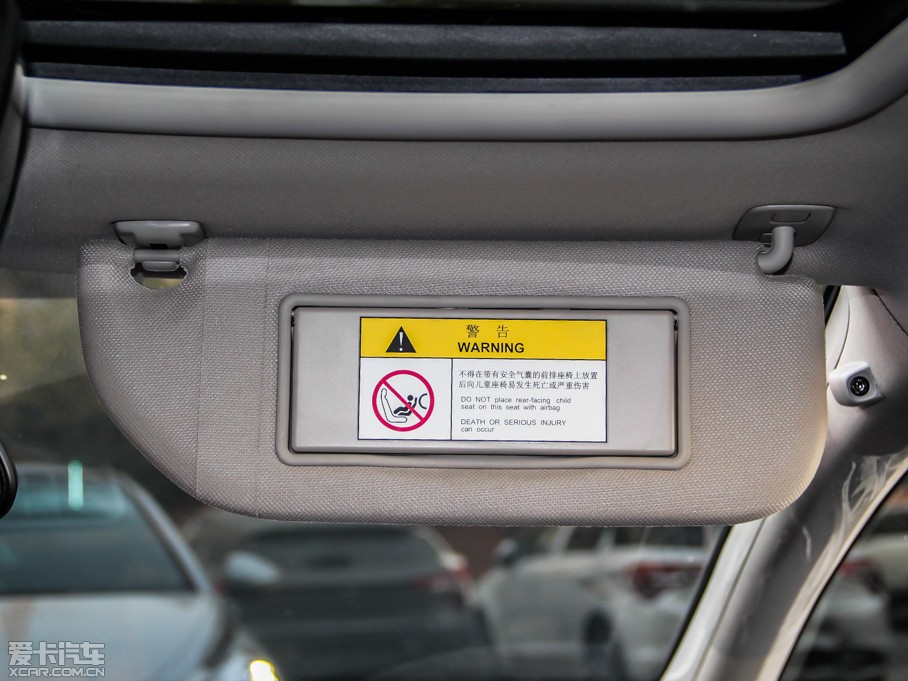 警 告
WARNING
不得在带有安全气囊的前排座椅上放置
后向儿童座椅易发生死亡或严重伤害
DO NOT place rear-facing child
seat on this seat with airbag
DEATH OR SERIOUS INJURY
can occur
爱卡汽车
XCAR.COM.CN